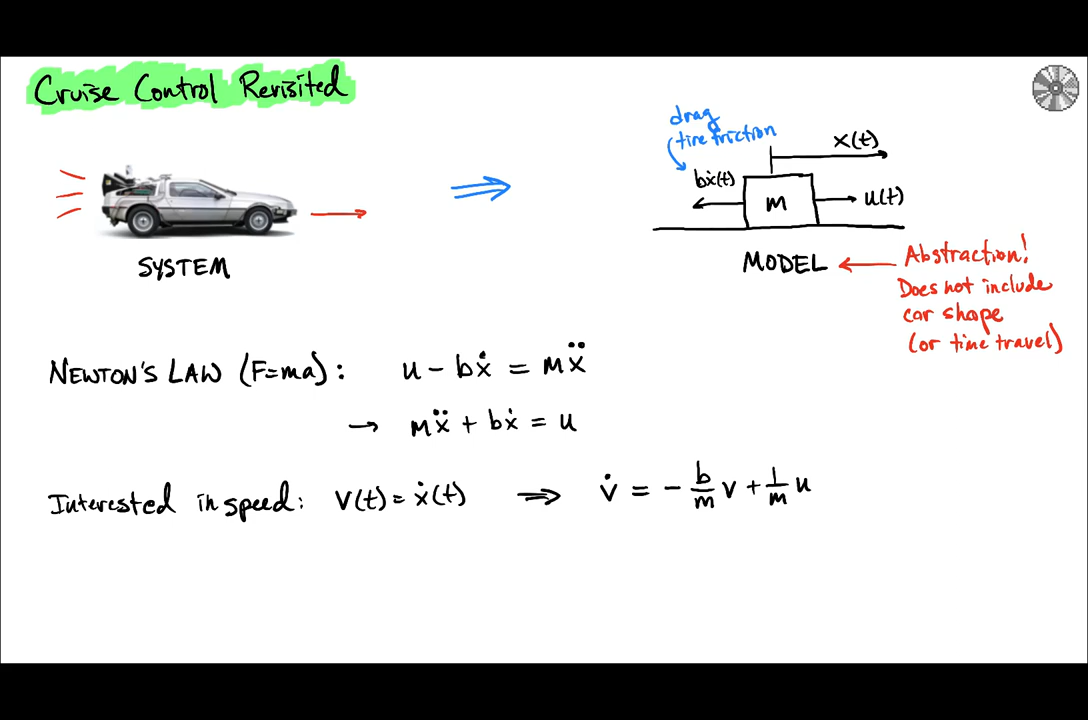 Cruise Control Revisited
drag
tire friction
x(t)
bẋ(t)
m
u(t)
SYSTEM
MODEL
Abstraction!
Does not include
car shape
(or time travel)
NEWTON'S LAW (F=ma): u - bẋ = mẍ
→ mẍ + bẋ = u
Interested in speed: v(t) = ẋ(t) ⇒ v̇ = - b/m v + 1/m u